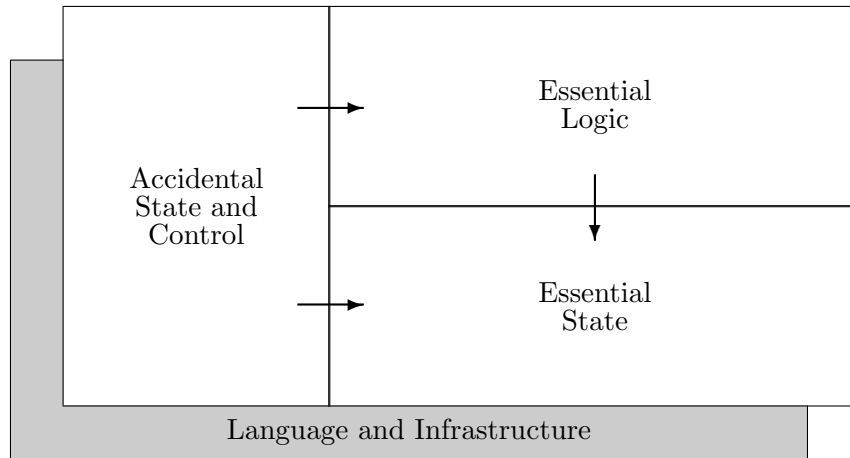 Essential
Logic
Accidental
State and
Control
Essential
State
Language and Infrastructure